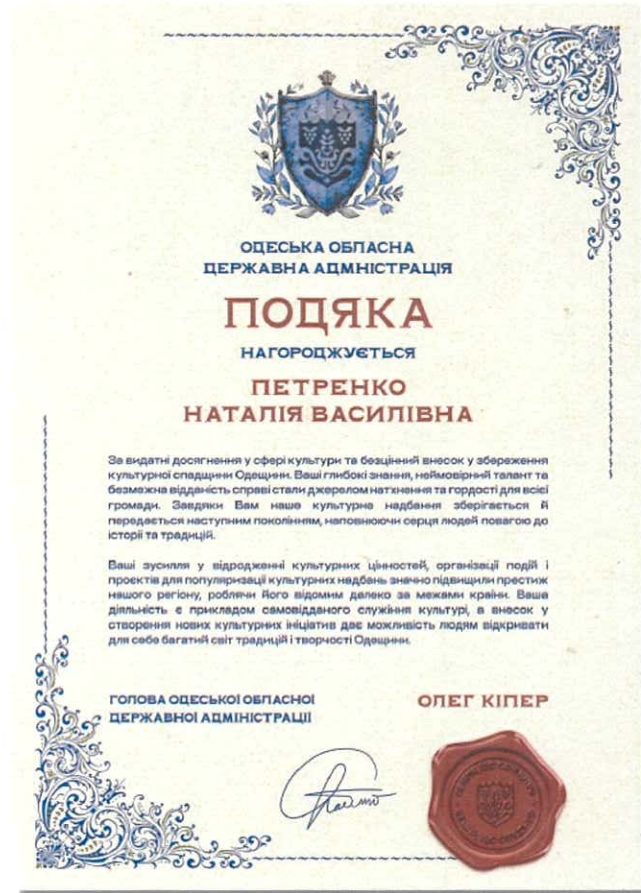 ОДЕСЬКА ОБЛАСНА
ДЕРЖАВНА АДМІНІСТРАЦІЯ
ПОДЯКА
НАГОРОДЖУЄТЬСЯ
ПЕТРЕНКО
НАТАЛІЯ ВАСИЛІВНА
За видатні досягнення у сфері культури та безцінний внесок у збереження
культурної спадщини Одещини. Ваші глибокі знання, неймовірний талант та
безмежна відданість справі стали джерелом натхнення та гордості для всієї
громади. Завдяки Вам наше культурне надбання зберігається й
передається наступним поколінням, наповнюючи серця людей повагою до
історії та традицій.
Ваші зусилля у відродженні культурних цінностей, організації подій і
проєктів для популяризації культурних надбань значно підвищили престиж
нашого регіону, роблячи його відомим далеко за межами країни. Ваша
діяльність є прикладом самовідданого служіння культурі, а внесок у
створення нових культурних ініціатив дає можливість людям відкривати
для себе багатий світ традицій і творчості Одещини.
ГОЛОВА ОДЕСЬКОЇ ОБЛАСНОЇ
ДЕРЖАВНОЇ АДМІНІСТРАЦІЇ
ОЛЕГ КІПЕР